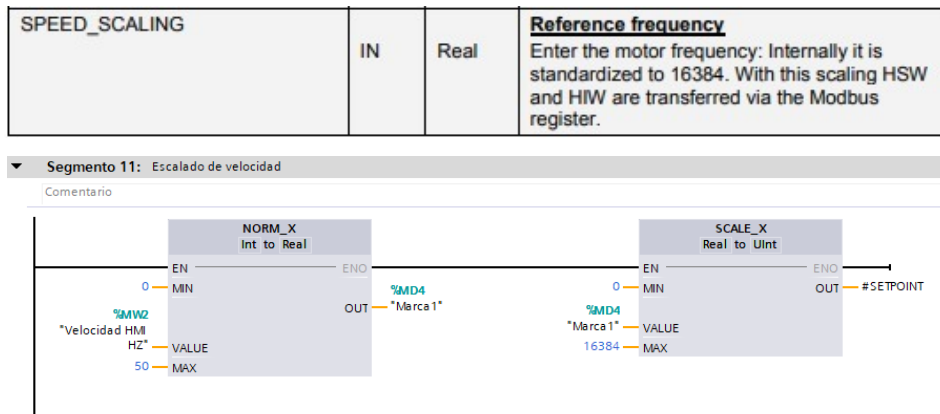 SPEED_SCALING
IN
Real
Reference frequency
Enter the motor frequency: Internally it is
standardized to 16384. With this scaling HSW
and HIW are transferred via the Modbus
register.
Segmento 11: Escalado de velocidad
Comentario
NORM_X
Int to Real
EN
ENO
0
MIN
%MD4
OUT
"Marca1"
%MW2
"Velocidad HMI
HZ"
VALUE
50
MAX
SCALE_X
Real to UInt
EN
ENO
0
MIN
OUT
#SETPOINT
%MD4
"Marca1"
VALUE
16384
MAX